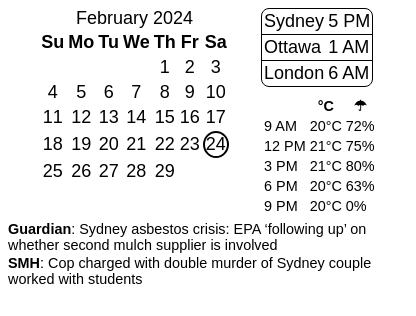 February 2024
Su Mo Tu We Th Fr Sa
1 2 3
4 5 6 7 8 9 10
11 12 13 14 15 16 17
18 19 20 21 22 23 24
25 26 27 28 29
Sydney 5 PM
Ottawa 1 AM
London 6 AM
°C ☂
9 AM 20°C 72%
12 PM 21°C 75%
3 PM 21°C 80%
6 PM 20°C 63%
9 PM 20°C 0%
Guardian: Sydney asbestos crisis: EPA ‘following up’ on
whether second mulch supplier is involved
SMH: Cop charged with double murder of Sydney couple
worked with students